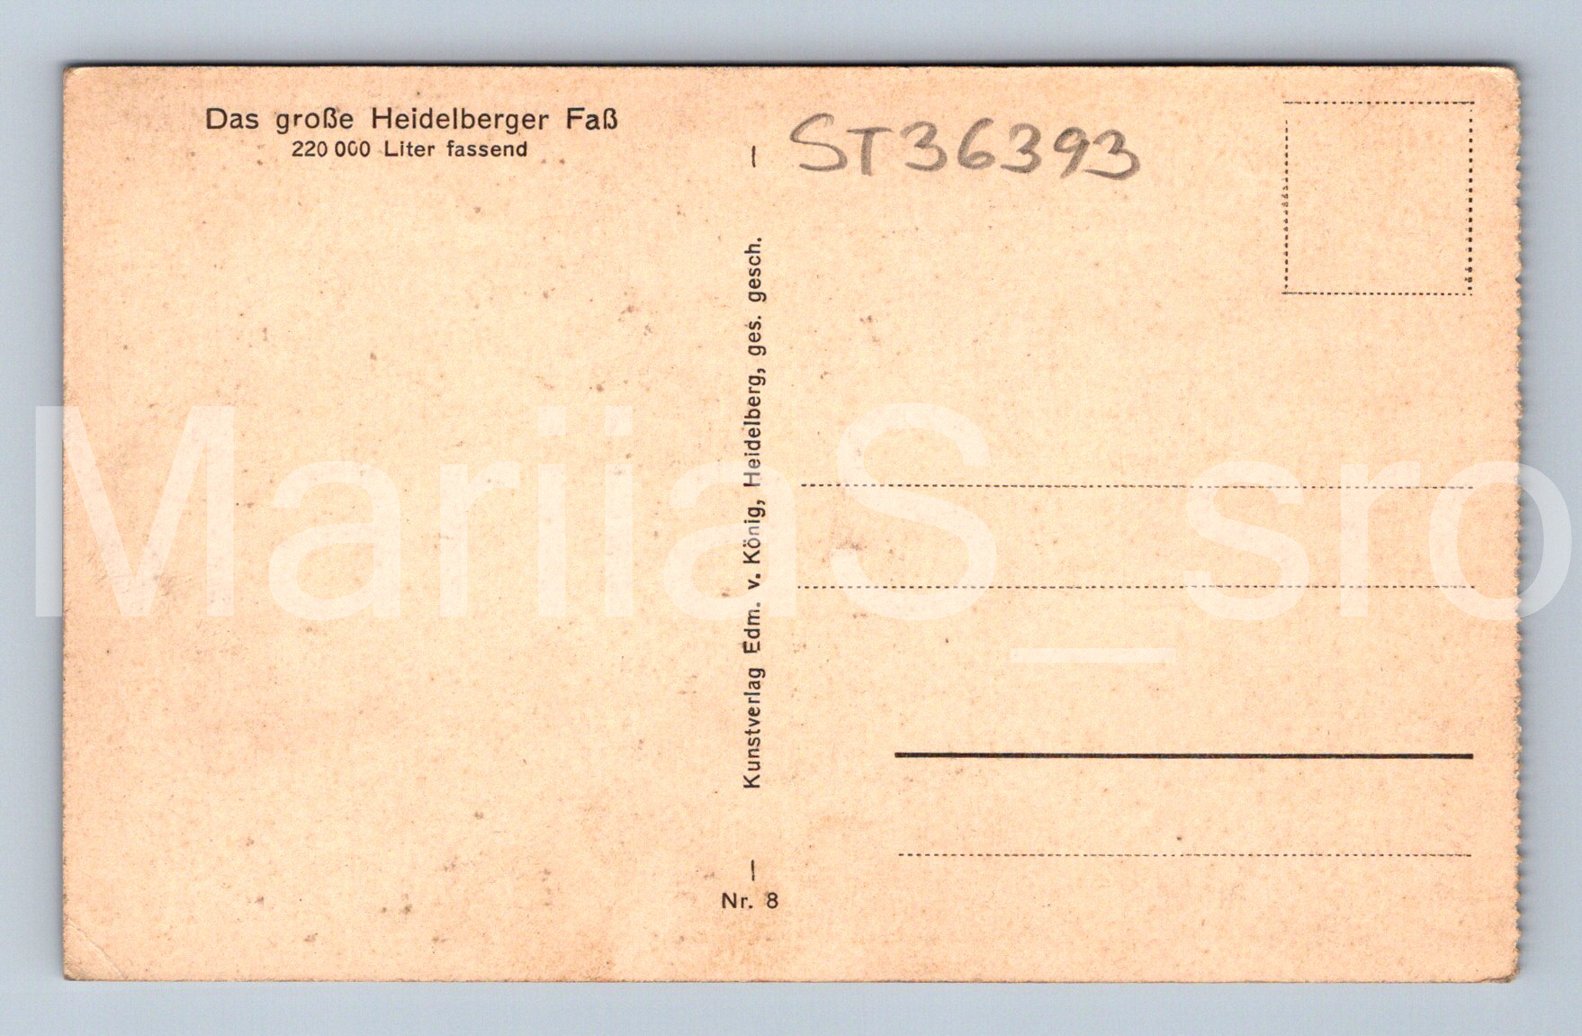 Das große Heidelberger Faß
220 000 Liter fassend
ST36393
Kunstverlag Edm. v. König, Heidelberg, ges. gesch.
Nr. 8
MariiaS_sro